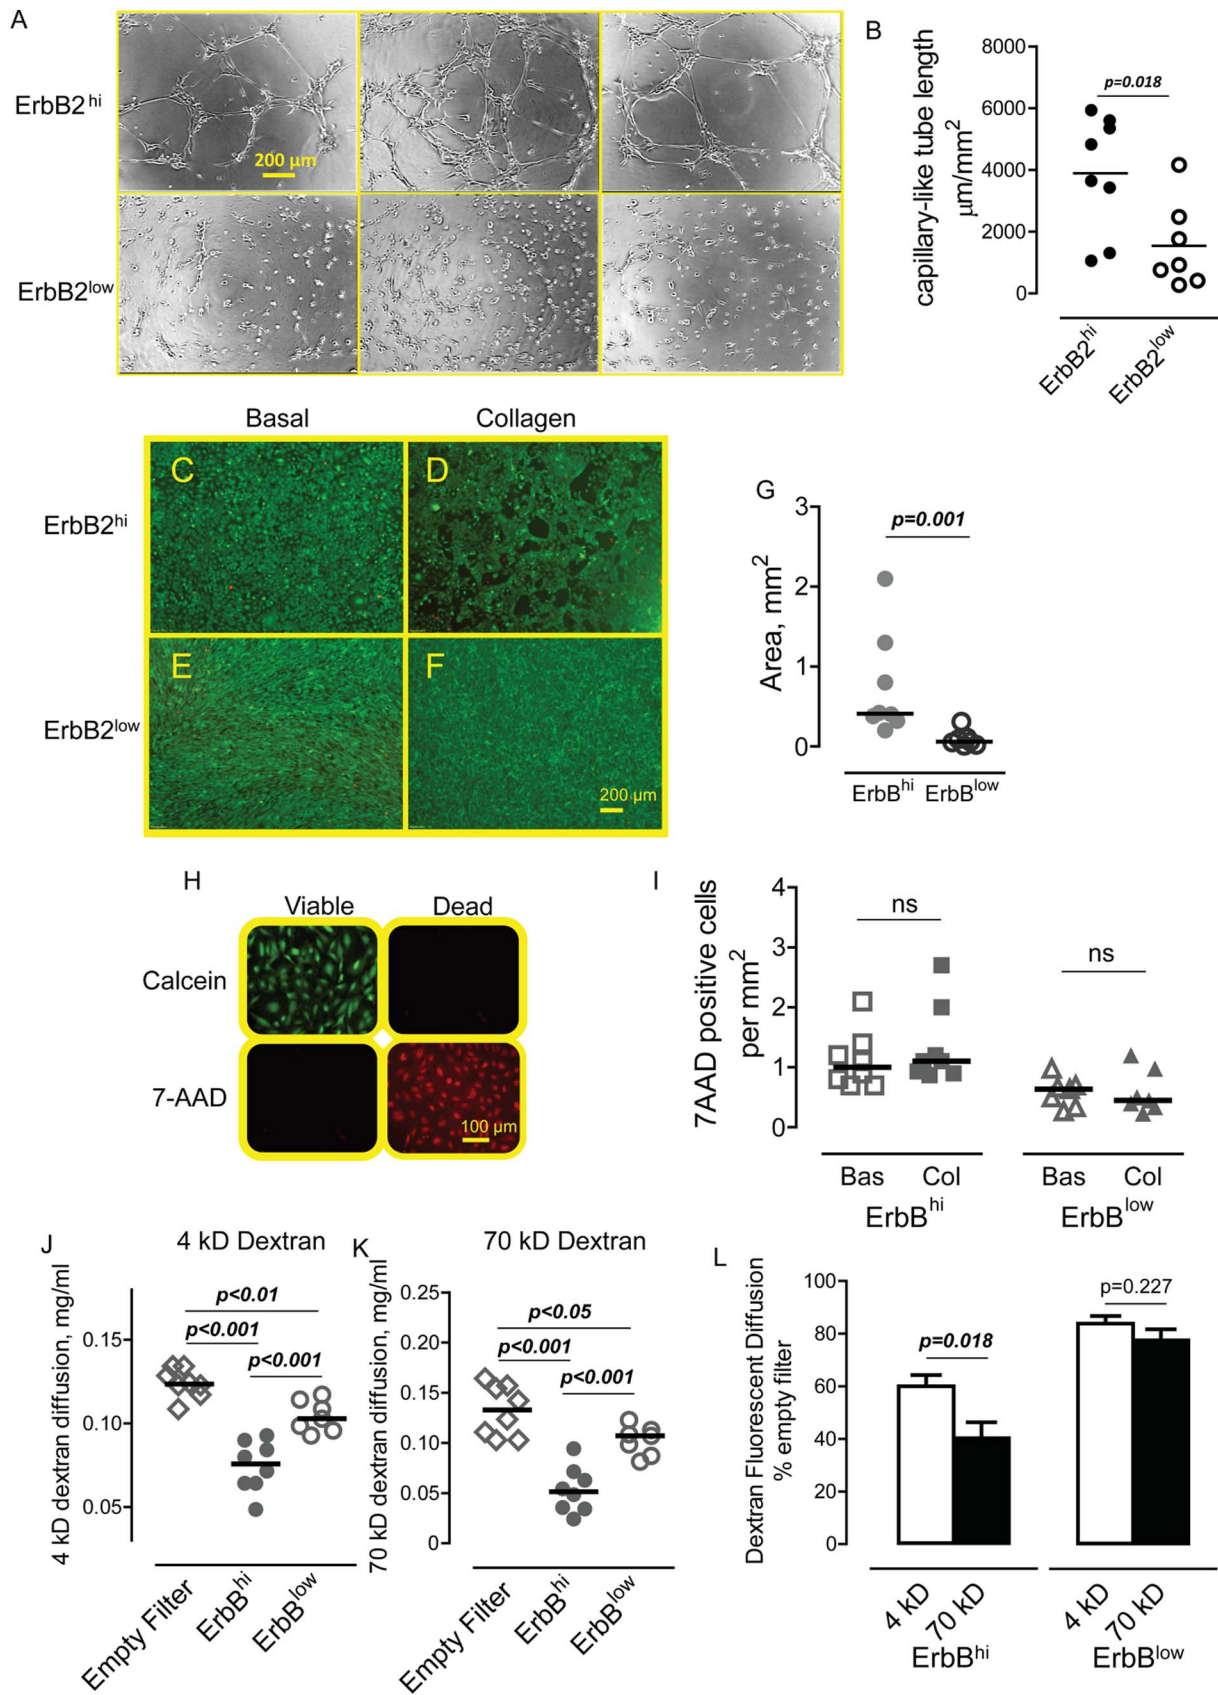 A
ErbB2hi
200 µm
ErbB2low
B
capillary-like tube length
µm/mm2
8000
6000
4000
2000
0
p=0.018
ErbB2hi
ErbB2low
Basal
Collagen
ErbB2hi
C
D
ErbB2low
E
F
200 µm
G
Area, mm2
3
2
1
0
p=0.001
ErbBhi
ErbBlow
H
Viable
Dead
Calcein
7-AAD
100 µm
I
7AAD positive cells
per mm2
4
3
2
1
0
ns
ns
Bas
Col
Bas
Col
ErbBhi
ErbBlow
J
4 kD Dextran
4 kD dextran diffusion, mg/ml
0.15
0.10
0.05
p<0.01
p<0.001
p<0.001
Empty Filter
ErbBhi
ErbBlow
K
70 kD Dextran
70 kD dextran diffusion, mg/ml
0.25
0.20
0.15
0.10
0.05
0
p<0.05
p<0.001
p<0.001
Empty Filter
ErbBhi
ErbBlow
L
Dextran Fluorescent Diffusion
% empty filter
100
80
60
40
20
0
p=0.018
p=0.227
4 kD
70 kD
4 kD
70 kD
ErbBhi
ErbBlow